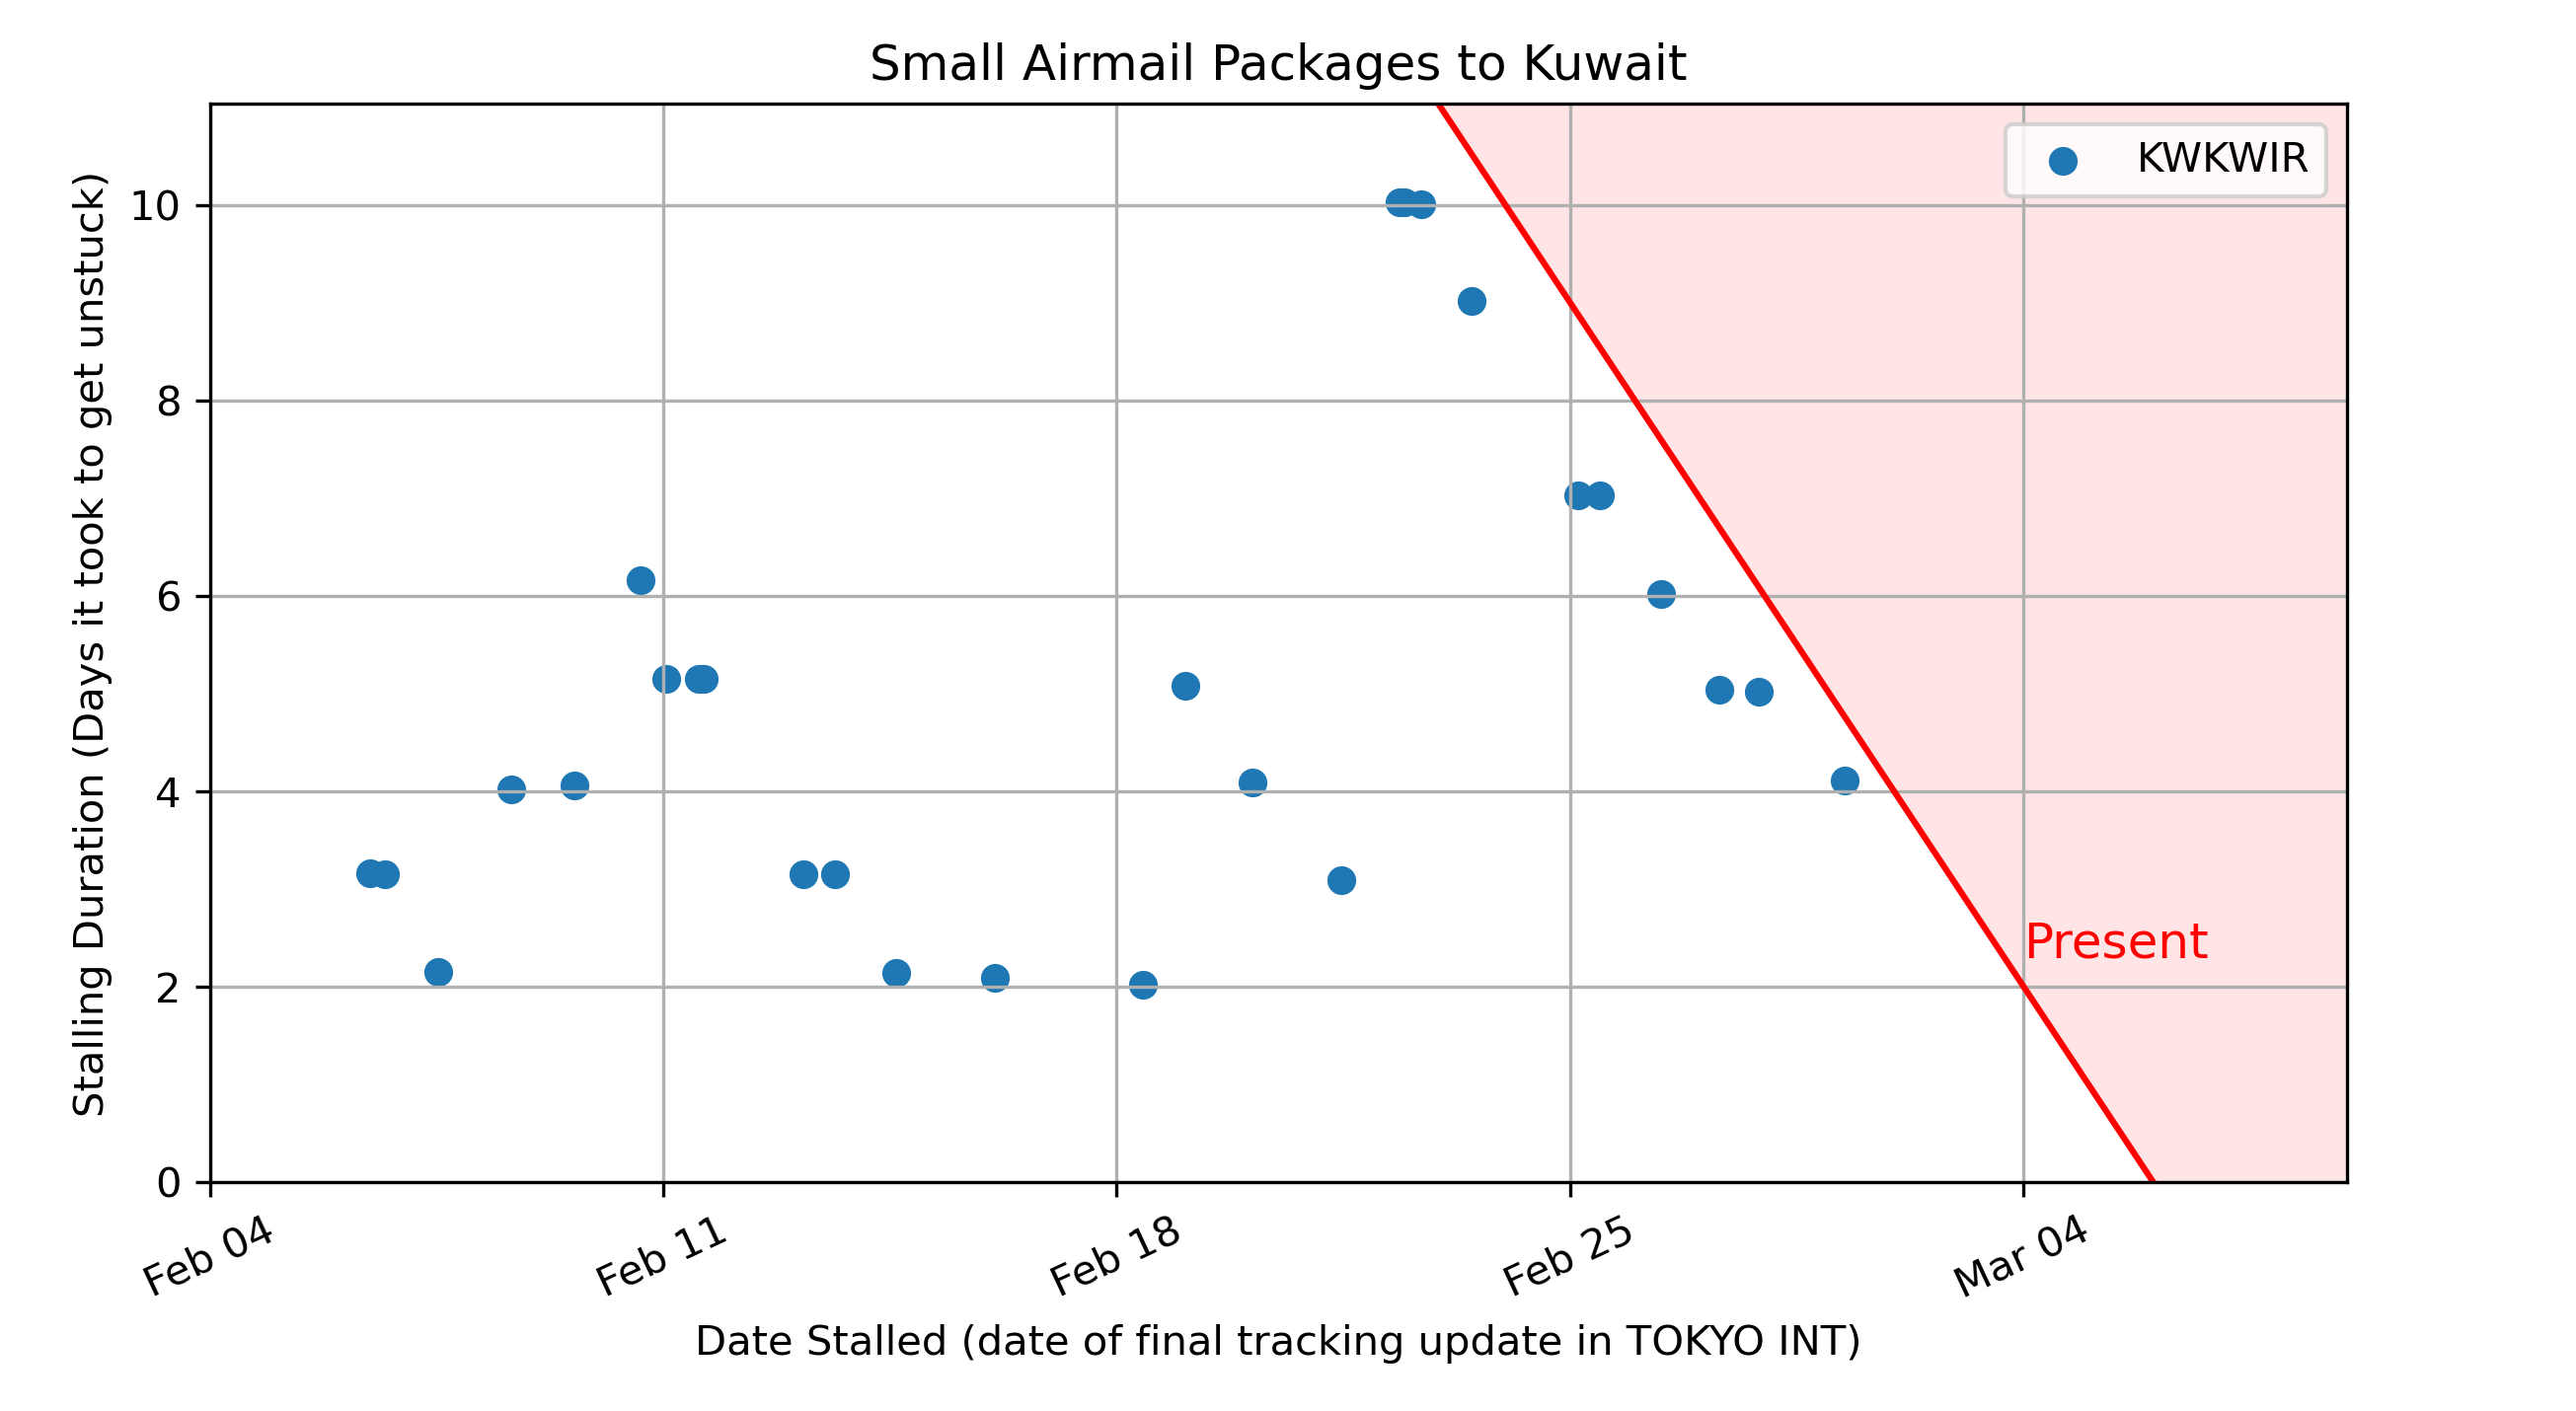 Small Airmail Packages to Kuwait
KWKWIR
Stalling Duration (Days it took to get unstuck)
10
8
6
4
2
0
Present
Feb 04
Feb 11
Feb 18
Feb 25
Mar 04
Date Stalled (date of final tracking update in TOKYO INT)